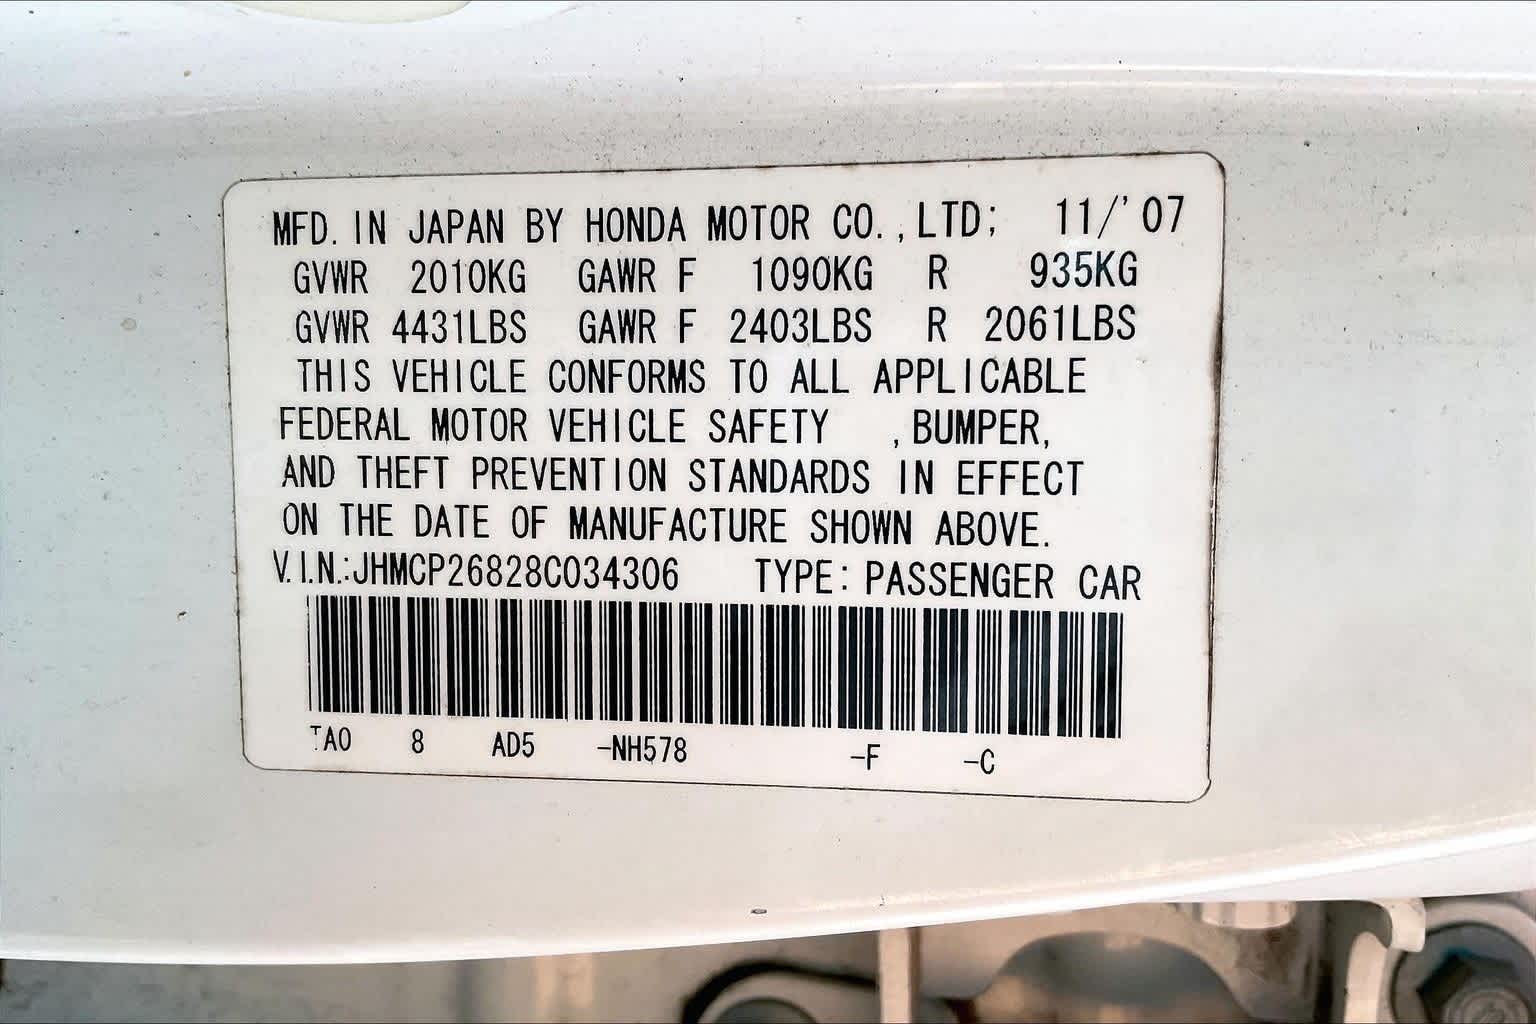 MFD. IN JAPAN BY HONDA MOTOR CO.,LTD; 11/'07
GVWR 2010KG GAWR F 1090KG R 935KG
GVWR 4431LBS GAWR F 2403LBS R 2061LBS
THIS VEHICLE CONFORMS TO ALL APPLICABLE
FEDERAL MOTOR VEHICLE SAFETY ,BUMPER,
AND THEFT PREVENTION STANDARDS IN EFFECT
ON THE DATE OF MANUFACTURE SHOWN ABOVE.
V.I.N.:JHMCP26828C034306 TYPE: PASSENGER CAR
TA0 8 AD5 -NH578 -F -C